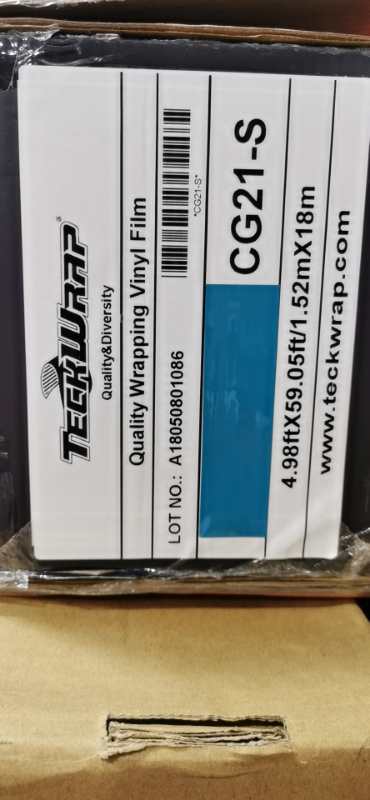 TECKWRAP®
Quality&Diversity
Quality Wrapping Vinyl Film
LOT NO.: A18050801086
*CG21-S*
CG21-S
4.98ftX59.05ft/1.52mX18m
www.teckwrap.com